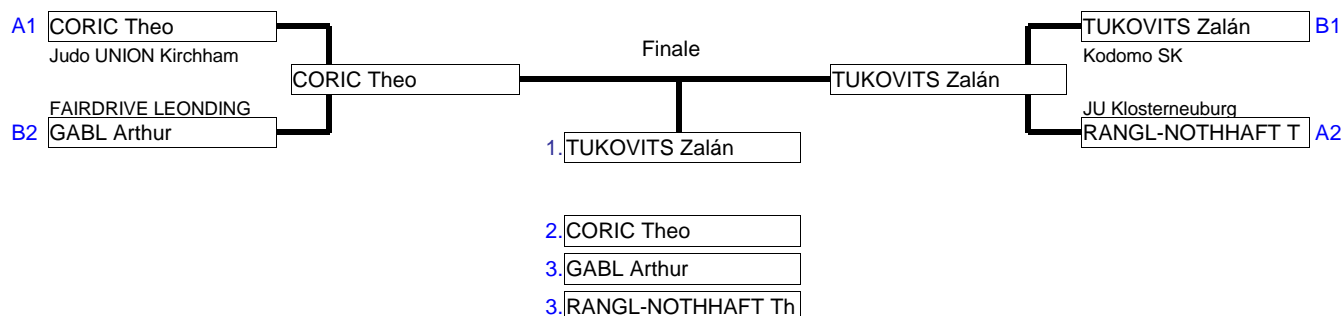 A1 CORIC Theo
Judo UNION Kirchham
CORIC Theo
FAIRDRIVE LEONDING
B2 GABL Arthur
Finale
TUKOVITS Zalán B1
Kodomo SK
TUKOVITS Zalán
JU Klosterneuburg
RANGL-NOTHHAFT T A2
1. TUKOVITS Zalán
2. CORIC Theo
3. GABL Arthur
3. RANGL-NOTHHAFT Th